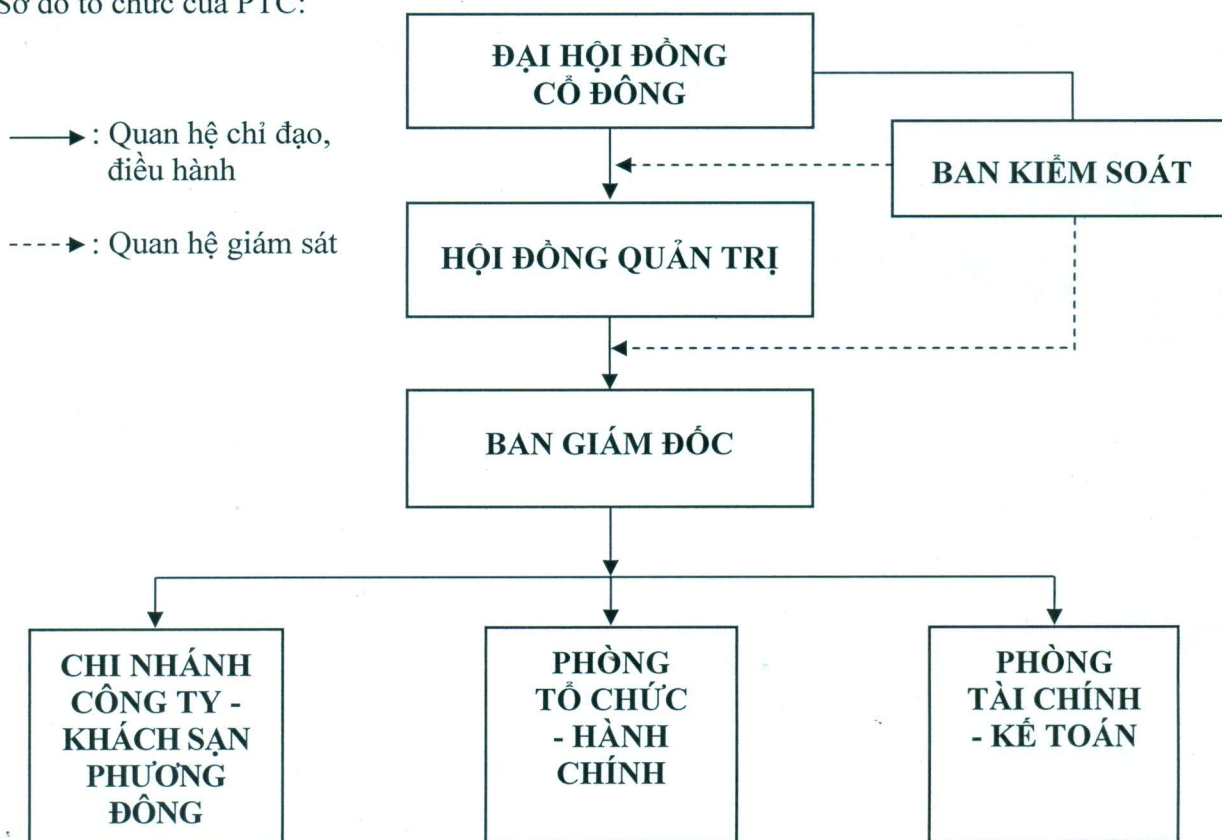 Sơ đồ tổ chức của PTC:
ĐẠI HỘI ĐỒNG
CỔ ĐÔNG
: Quan hệ chỉ đạo,
điều hành
BAN KIỂM SOÁT
: Quan hệ giám sát
HỘI ĐỒNG QUẢN TRỊ
BAN GIÁM ĐỐC
CHI NHÁNH
CÔNG TY -
KHÁCH SẠN
PHƯƠNG
ĐÔNG
PHÒNG
TỔ CHỨC
- HÀNH
CHÍNH
PHÒNG
TÀI CHÍNH
- KẾ TOÁN